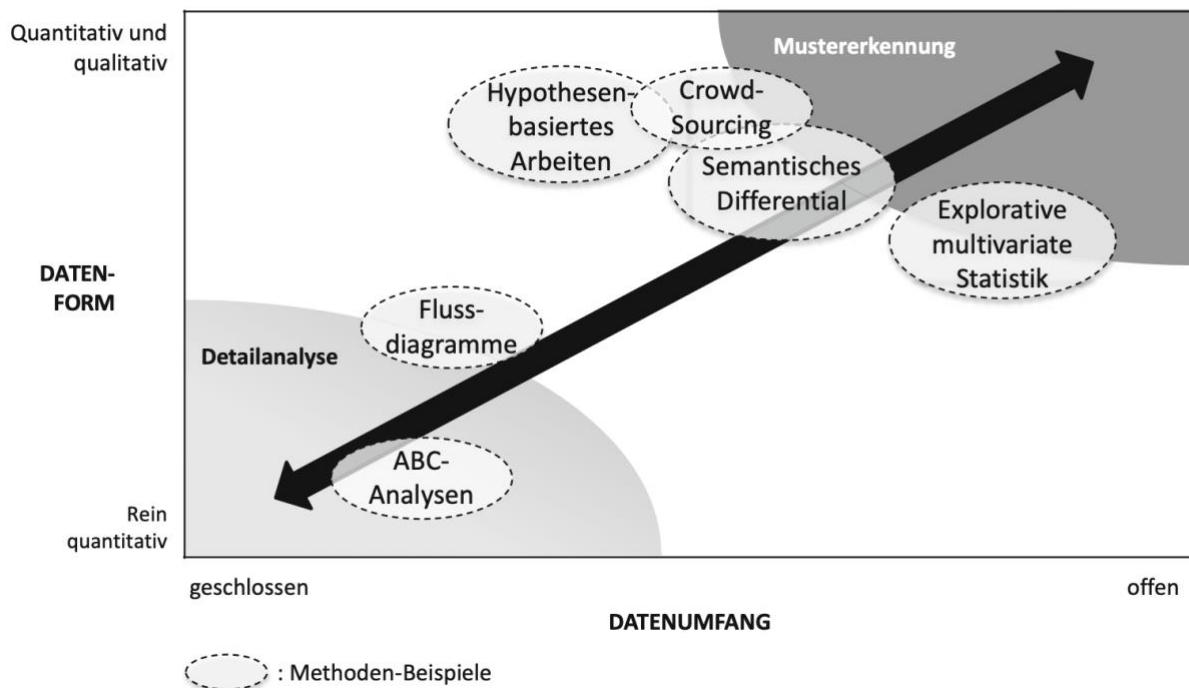 Quantitativ und
qualitativ
Mustererkennung
Hypothesen-
basiertes
Arbeiten
Crowd-
Sourcing
Semantisches
Differential
Explorative
multivariate
Statistik
DATEN-
FORM
Fluss-
diagramme
Detailanalyse
ABC-
Analysen
Rein
quantitativ
geschlossen
offen
DATENUMFANG
: Methoden-Beispiele